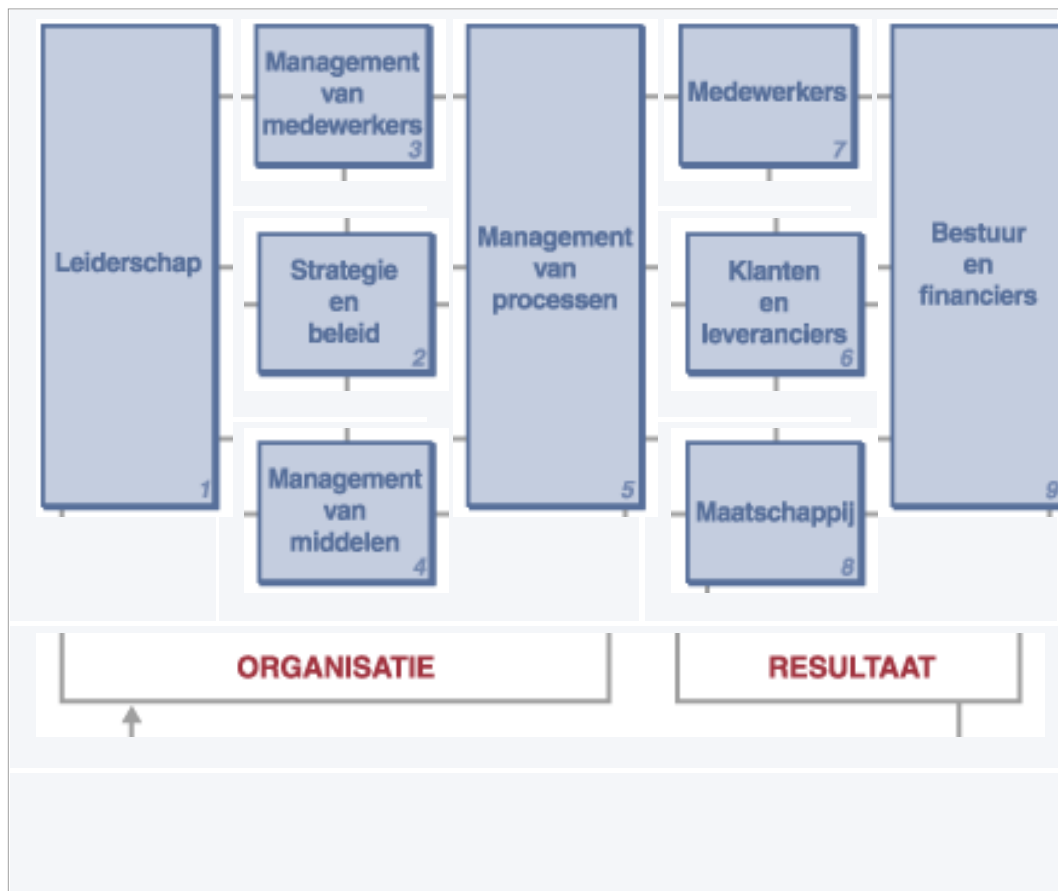 Leiderschap
1
Management
van
medewerkers
3
Strategie
en
beleid
2
Management
van
middelen
4
Management
van
processen
5
Medewerkers
7
Klanten
en
leveranciers
6
Maatschappij
8
Bestuur
en
financiers
9
ORGANISATIE
RESULTAAT